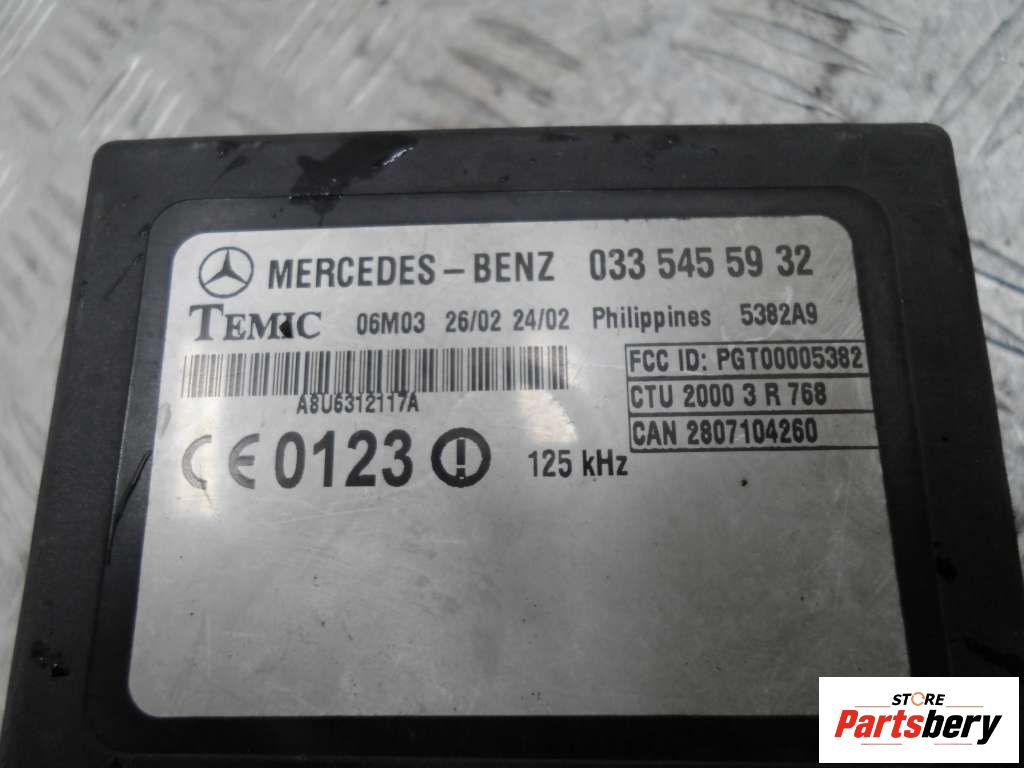 MERCEDES-BENZ 033 545 59 32
TEMIC 06M03 26/02 24/02 Philippines 5382A9
FCC ID: PGT00005382
CTU 2000 3 R 768
CAN 2807104260
A8U6312117A
CE 0123 125 kHz
STORE
Partsbery